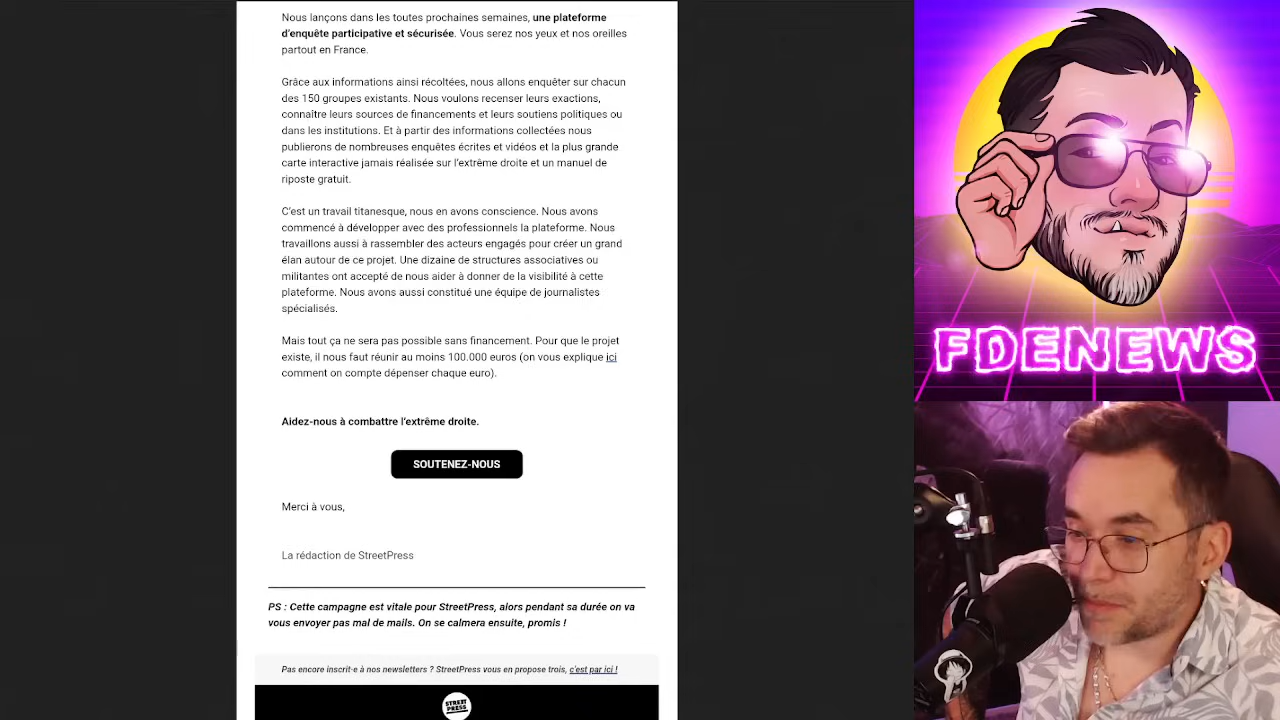 Nous lançons dans les toutes prochaines semaines, une plateforme
d'enquête participative et sécurisée. Vous serez nos yeux et nos oreilles
partout en France.
Grâce aux informations ainsi récoltées, nous allons enquêter sur chacun
des 150 groupes existants. Nous voulons recenser leurs exactions,
connaître leurs sources de financements et leurs soutiens politiques ou
dans les institutions. Et à partir des informations collectées nous
publierons de nombreuses enquêtes écrites et vidéos et la plus grande
carte interactive jamais réalisée sur l'extrême droite et un manuel de
riposte gratuit.
C'est un travail titanesque, nous en avons conscience. Nous avons
commencé à développer avec des professionnels la plateforme. Nous
travaillons aussi à rassembler des acteurs engagés pour créer un grand
élan autour de ce projet. Une dizaine de structures associatives ou
militantes ont accepté de nous aider à donner de la visibilité à cette
plateforme. Nous avons aussi constitué une équipe de journalistes
spécialisés.
Mais tout ça ne sera pas possible sans financement. Pour que le projet
existe, il nous faut réunir au moins 100.000 euros (on vous explique ici
comment on compte dépenser chaque euro).
Aidez-nous à combattre l'extrême droite.
SOUTENEZ-NOUS
Merci à vous,
La rédaction de StreetPress
PS : Cette campagne est vitale pour StreetPress, alors pendant sa durée on va
vous envoyer pas mal de mails. On se calmera ensuite, promis !
Pas encore inscrit·e à nos newsletters ? StreetPress vous en propose trois, c'est par ici !
STREET
PRESS
FDENEWS